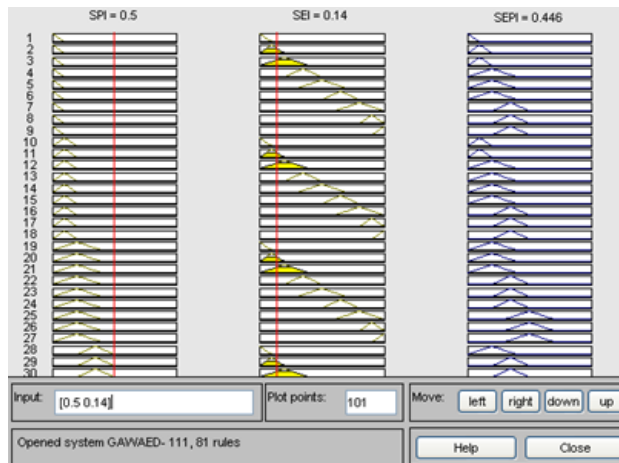 SPI = 0.5
SEI = 0.14
SEPI = 0.446
1
2
3
4
5
6
7
8
9
10
11
12
13
14
15
16
17
18
19
20
21
22
23
24
25
26
27
28
29
30
Input:
[0.5 0.14]
Plot points:
101
Move:
left
right
down
up
Opened system GAWAED- 111, 81 rules
Help
Close